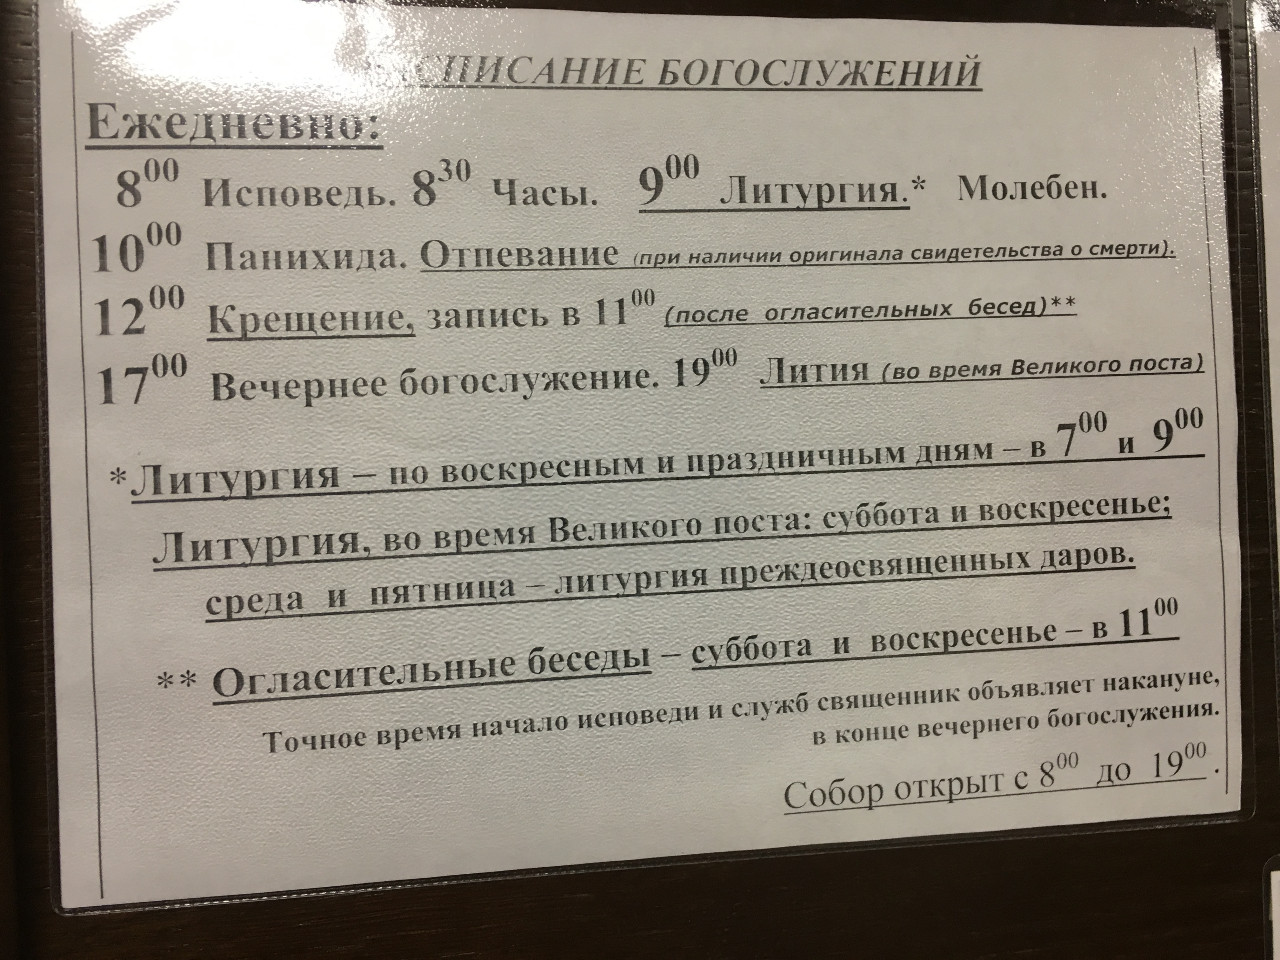 СПИСАНИЕ БОГОСЛУЖЕНИЙ
Ежедневно:
8⁰⁰ Исповедь. 8³⁰ Часы. 9⁰⁰ Литургия.* Молебен.
10⁰⁰ Панихида. Отпевание (при наличии оригинала свидетельства о смерти).
12⁰⁰ Крещение, запись в 11⁰⁰ (после огласительных бесед)**
17⁰⁰ Вечернее богослужение. 19⁰⁰ Лития (во время Великого поста)
*Литургия – по воскресным и праздничным дням – в 7⁰⁰ и 9⁰⁰
Литургия, во время Великого поста: суббота и воскресенье;
среда и пятница – литургия преждеосвященных даров.
** Огласительные беседы – суббота и воскресенье – в 11⁰⁰
Точное время начало исповеди и служб священник объявляет накануне,
в конце вечернего богослужения.
Собор открыт с 8⁰⁰ до 19⁰⁰.